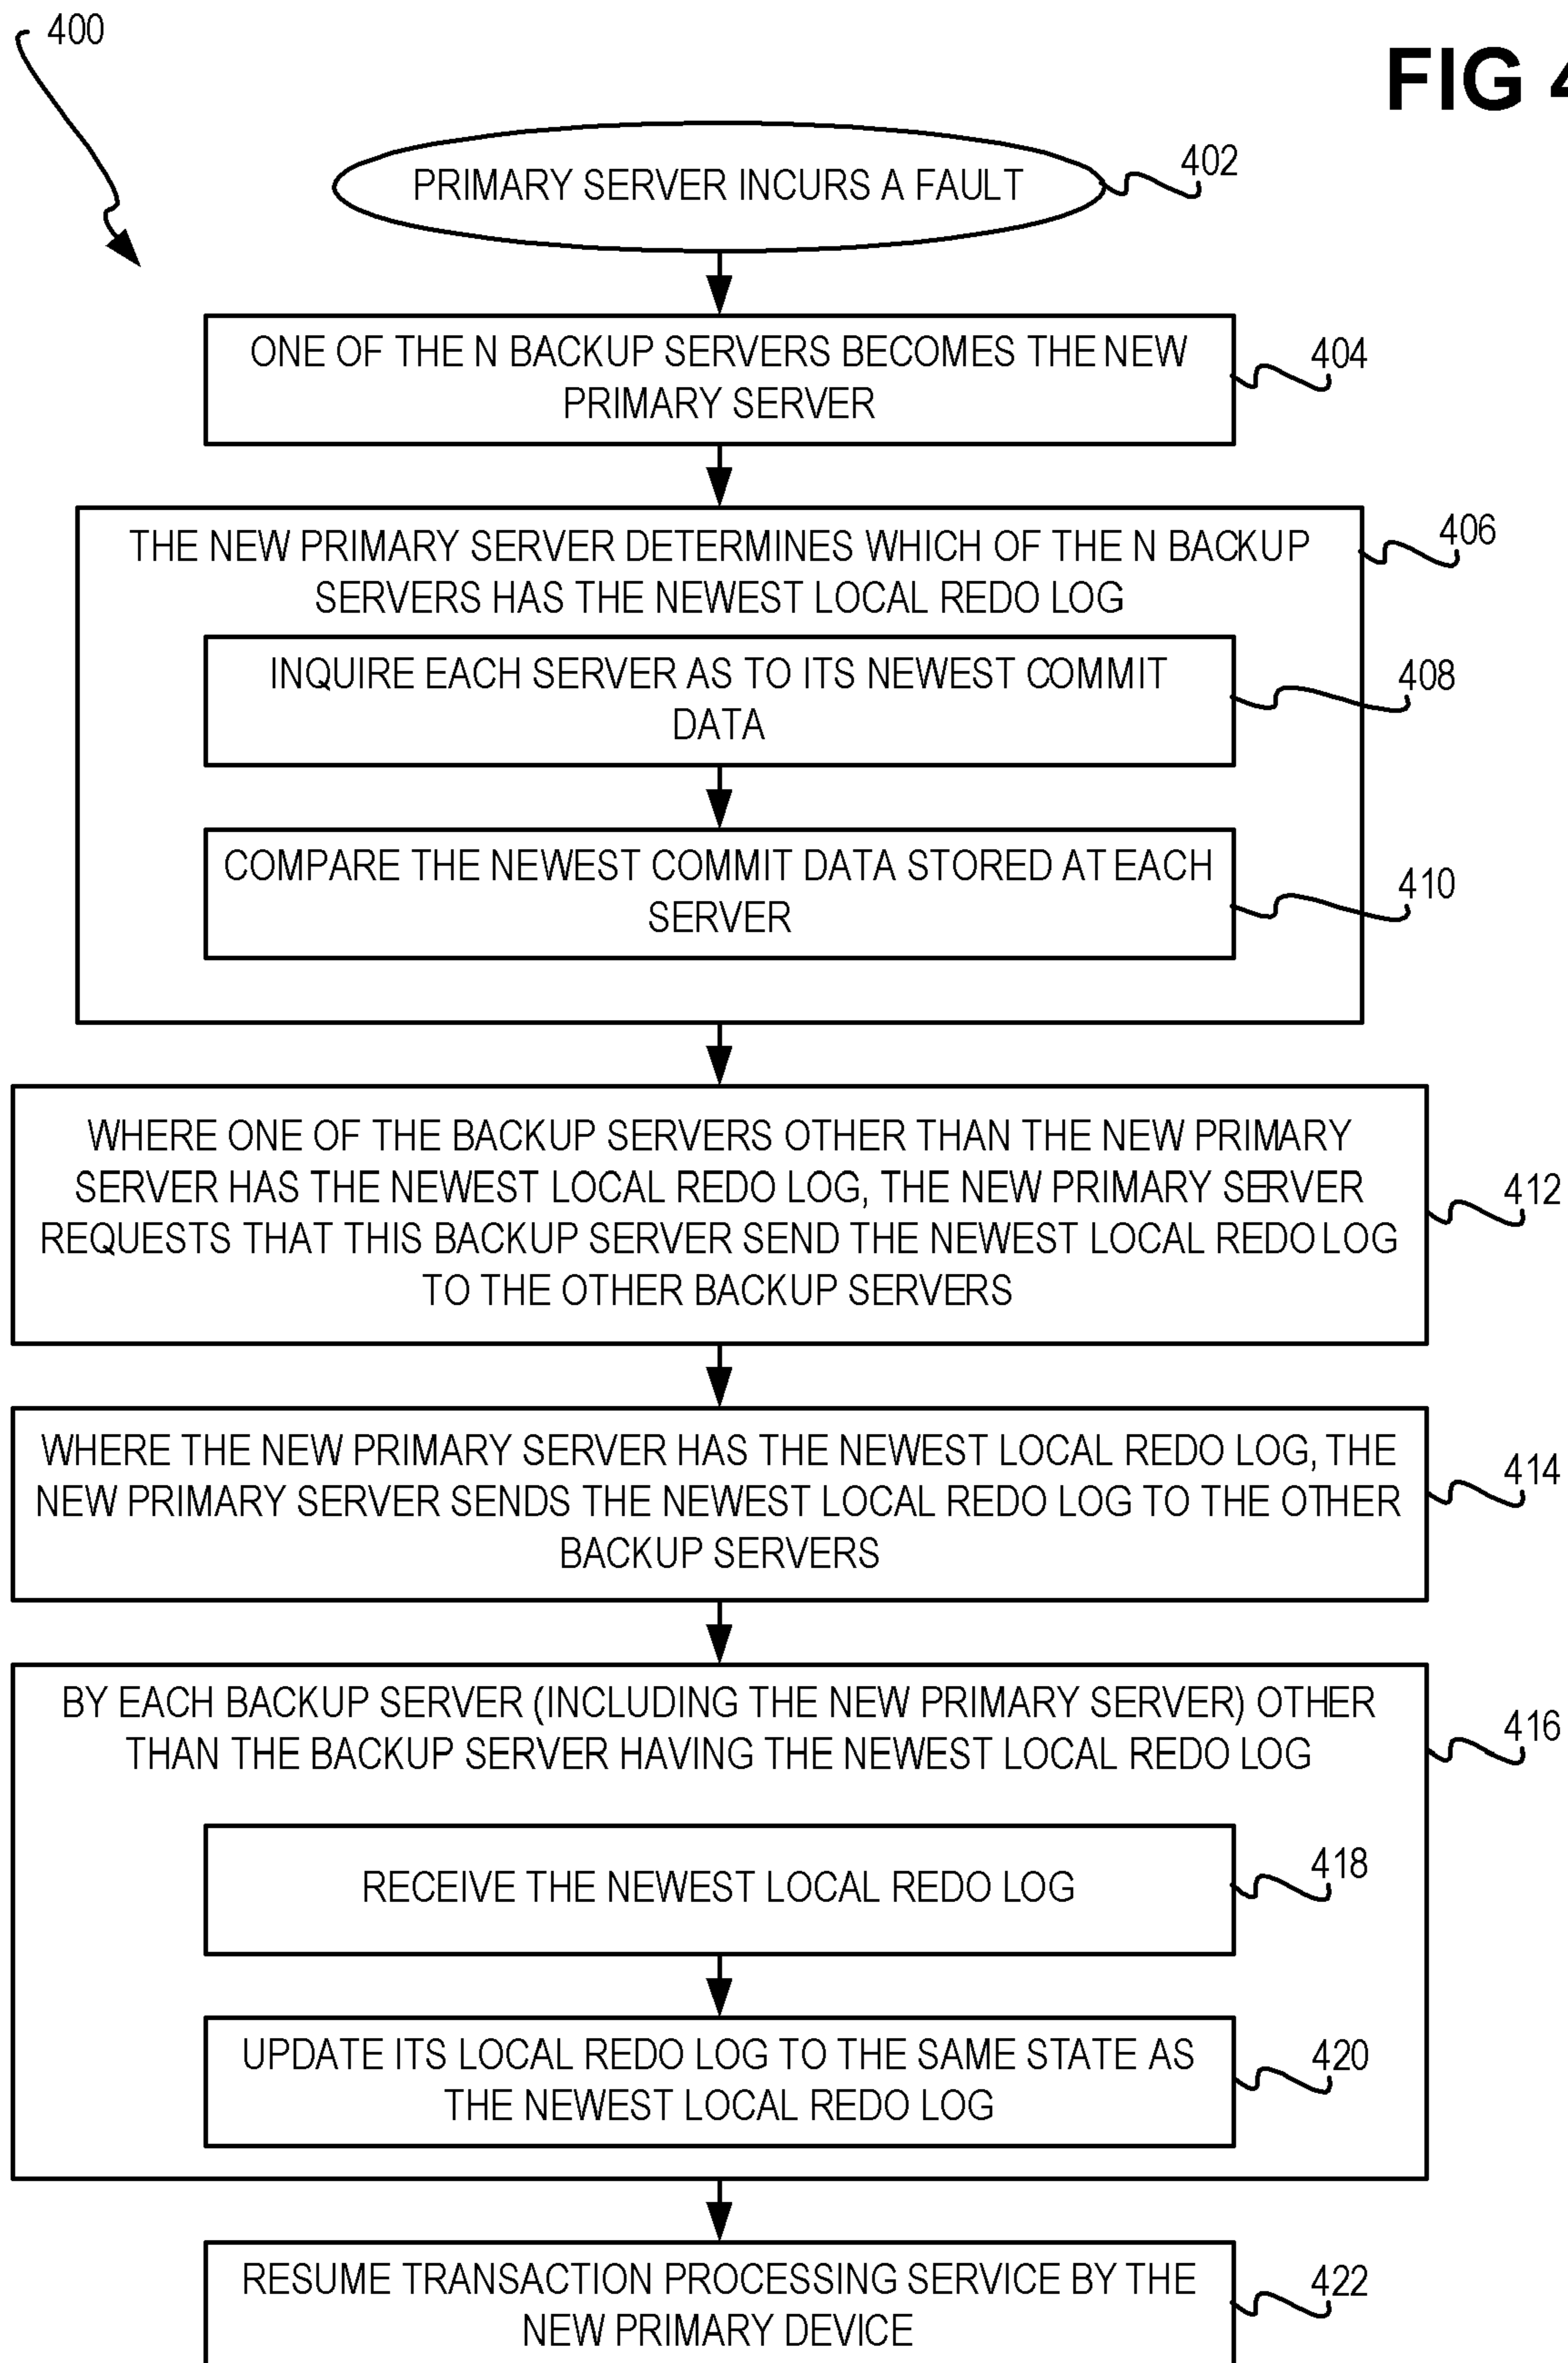 400
FIG 4
PRIMARY SERVER INCURS A FAULT
402
ONE OF THE N BACKUP SERVERS BECOMES THE NEW
PRIMARY SERVER
404
THE NEW PRIMARY SERVER DETERMINES WHICH OF THE N BACKUP
SERVERS HAS THE NEWEST LOCAL REDO LOG
406
INQUIRE EACH SERVER AS TO ITS NEWEST COMMIT
DATA
408
COMPARE THE NEWEST COMMIT DATA STORED AT EACH
SERVER
410
WHERE ONE OF THE BACKUP SERVERS OTHER THAN THE NEW PRIMARY
SERVER HAS THE NEWEST LOCAL REDO LOG, THE NEW PRIMARY SERVER
REQUESTS THAT THIS BACKUP SERVER SEND THE NEWEST LOCAL REDO LOG
TO THE OTHER BACKUP SERVERS
412
WHERE THE NEW PRIMARY SERVER HAS THE NEWEST LOCAL REDO LOG, THE
NEW PRIMARY SERVER SENDS THE NEWEST LOCAL REDO LOG TO THE OTHER
BACKUP SERVERS
414
BY EACH BACKUP SERVER (INCLUDING THE NEW PRIMARY SERVER) OTHER
THAN THE BACKUP SERVER HAVING THE NEWEST LOCAL REDO LOG
416
RECEIVE THE NEWEST LOCAL REDO LOG
418
UPDATE ITS LOCAL REDO LOG TO THE SAME STATE AS
THE NEWEST LOCAL REDO LOG
420
RESUME TRANSACTION PROCESSING SERVICE BY THE
NEW PRIMARY DEVICE
422